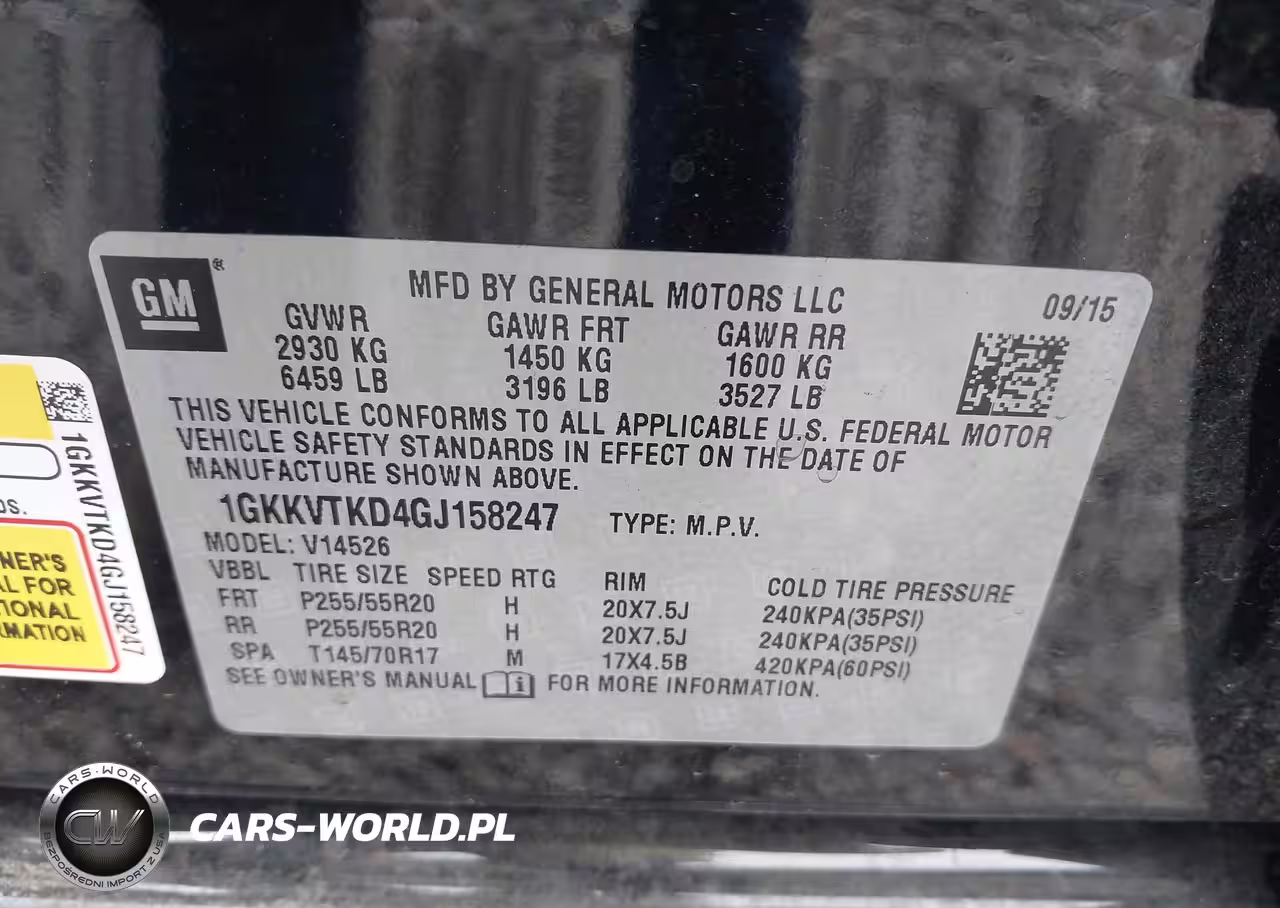 GM
®
MFD BY GENERAL MOTORS LLC
09/15
GVWR GAWR FRT GAWR RR
2930 KG 1450 KG 1600 KG
6459 LB 3196 LB 3527 LB
THIS VEHICLE CONFORMS TO ALL APPLICABLE U.S. FEDERAL MOTOR
VEHICLE SAFETY STANDARDS IN EFFECT ON THE DATE OF
MANUFACTURE SHOWN ABOVE.
1GKKVTKD4GJ158247 TYPE: M.P.V.
MODEL: V14526
VBBL TIRE SIZE SPEED RTG RIM COLD TIRE PRESSURE
FRT P255/55R20 H 20X7.5J 240KPA(35PSI)
RR P255/55R20 H 20X7.5J 240KPA(35PSI)
SPA T145/70R17 M 17X4.5B 420KPA(60PSI)
SEE OWNER'S MANUAL i FOR MORE INFORMATION.
1GKKVTKD4GJ158247
CARS-WORLD
CW
BEZPOŚREDNI IMPORT Z USA
CARS-WORLD.PL